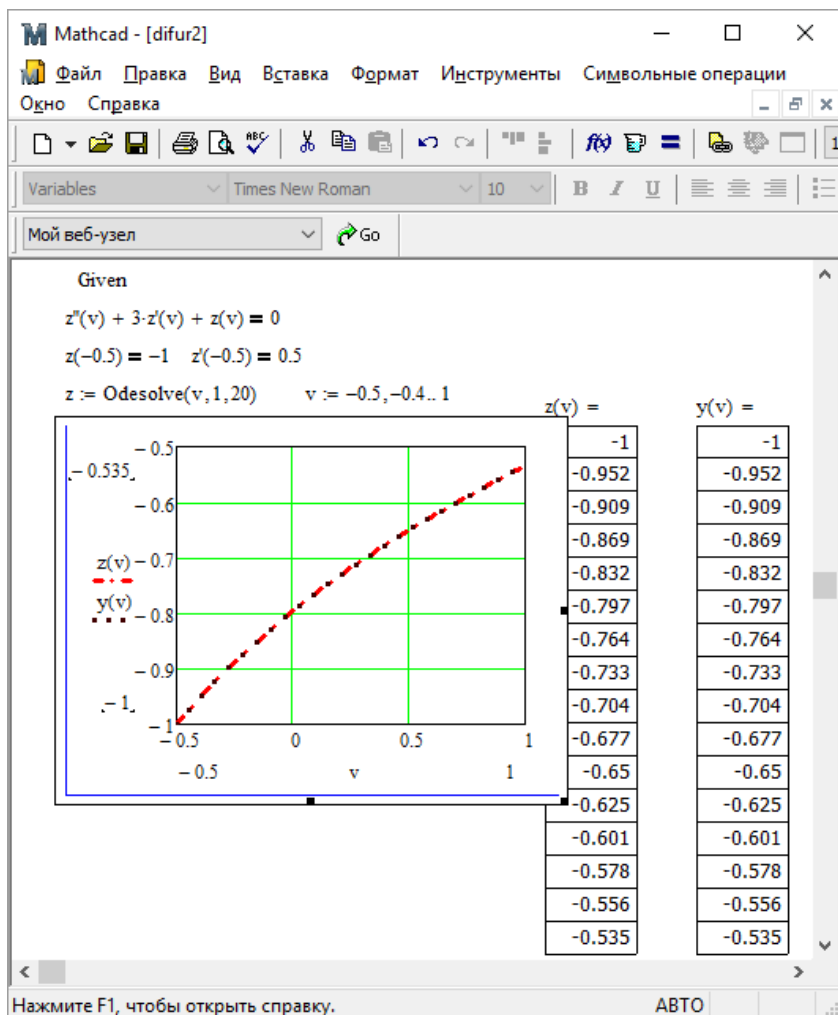 Mathcad - [difur2]
Файл Правка Вид Вставка Формат Инструменты Символьные операции
Окно Справка
Variables Times New Roman 10 B I U
Мой веб-узел Go
Given
z''(v) + 3·z'(v) + z(v) = 0
z(-0.5) = -1 z'(-0.5) = 0.5
z := Odesolve(v,1,20) v := -0.5,-0.4.. 1
z(v) = y(v) =
-1 -1
-0.952 -0.952
-0.909 -0.909
-0.869 -0.869
-0.832 -0.832
-0.797 -0.797
-0.764 -0.764
-0.733 -0.733
-0.704 -0.704
-0.677 -0.677
-0.65 -0.65
-0.625 -0.625
-0.601 -0.601
-0.578 -0.578
-0.556 -0.556
-0.535 -0.535
-0.5
-0.535
-0.6
z(v) -0.7
y(v)
-0.8
-0.9
-1
-1
-0.5 0 0.5 1
-0.5 v 1
Нажмите F1, чтобы открыть справку. АВТО